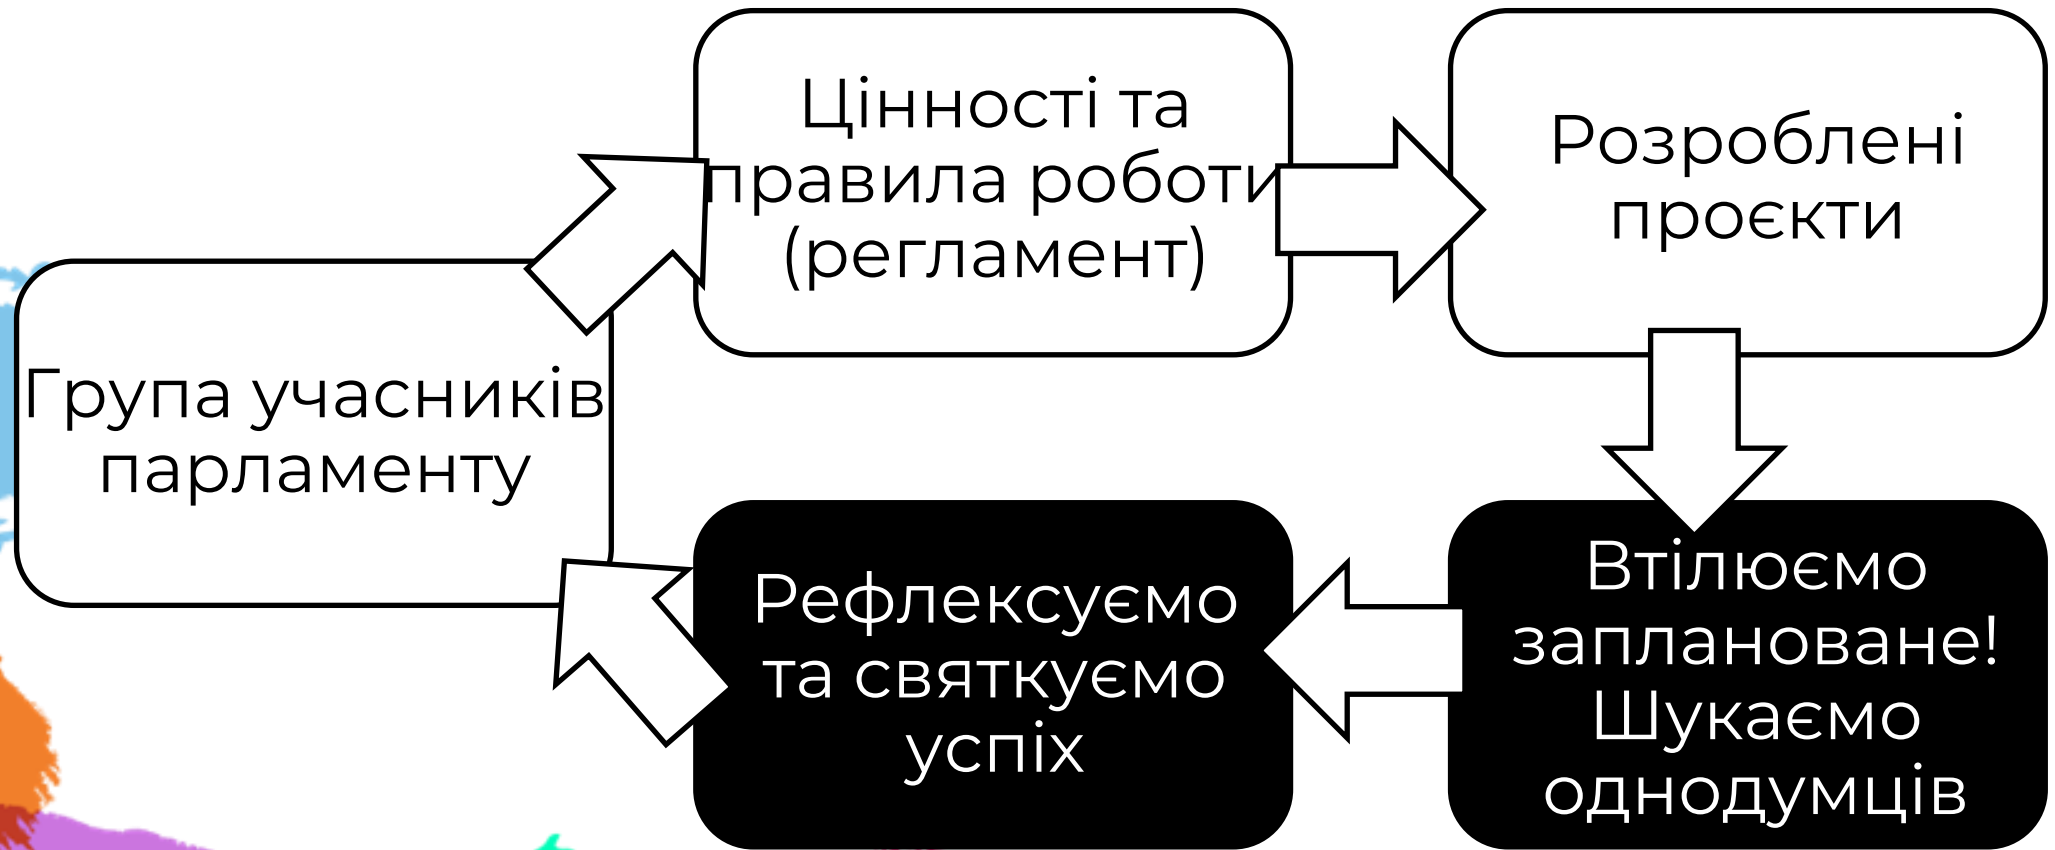 Група учасників
парламенту
Цінності та
правила роботи
(регламент)
Розроблені
проєкти
Втілюємо
заплановане!
Шукаємо
однодумців
Рефлексуємо
та святкуємо
успіх